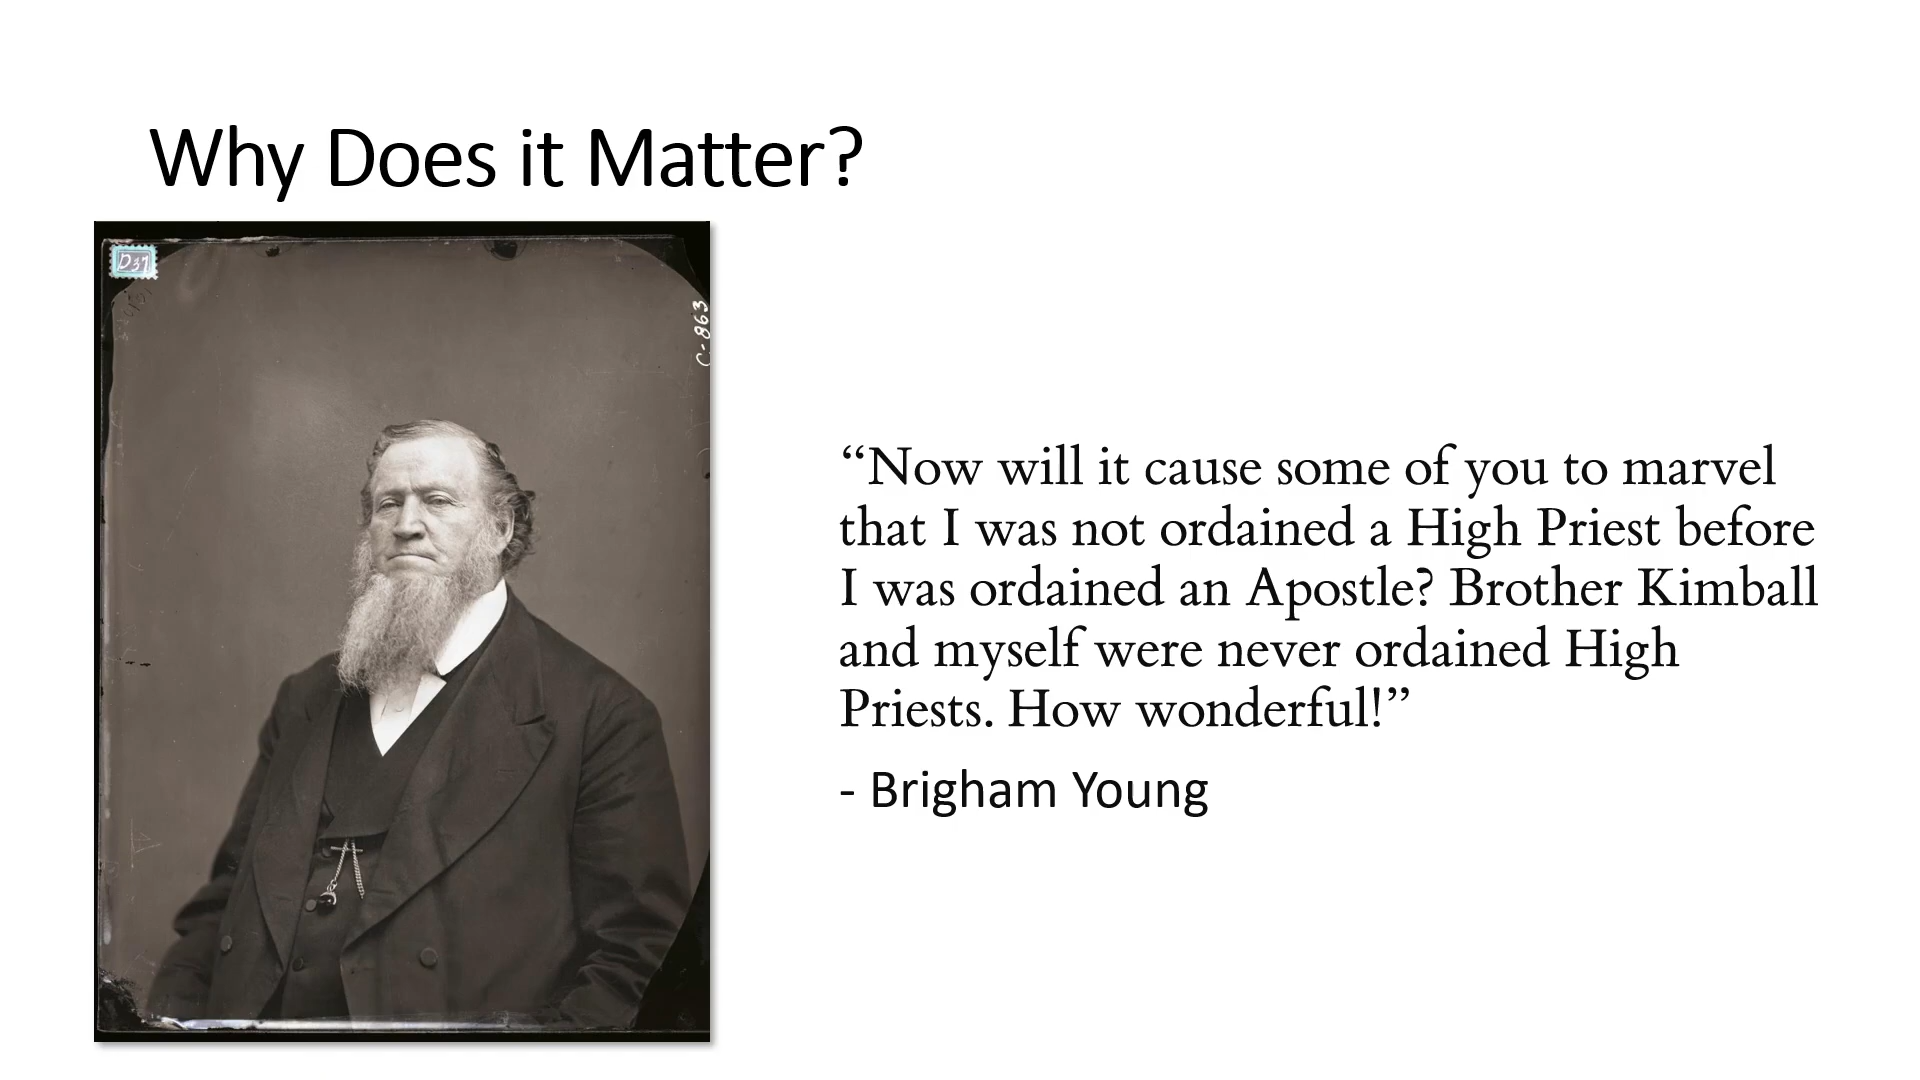 Why Does it Matter?
D37
C-863
“Now will it cause some of you to marvel
that I was not ordained a High Priest before
I was ordained an Apostle? Brother Kimball
and myself were never ordained High
Priests. How wonderful!”
- Brigham Young